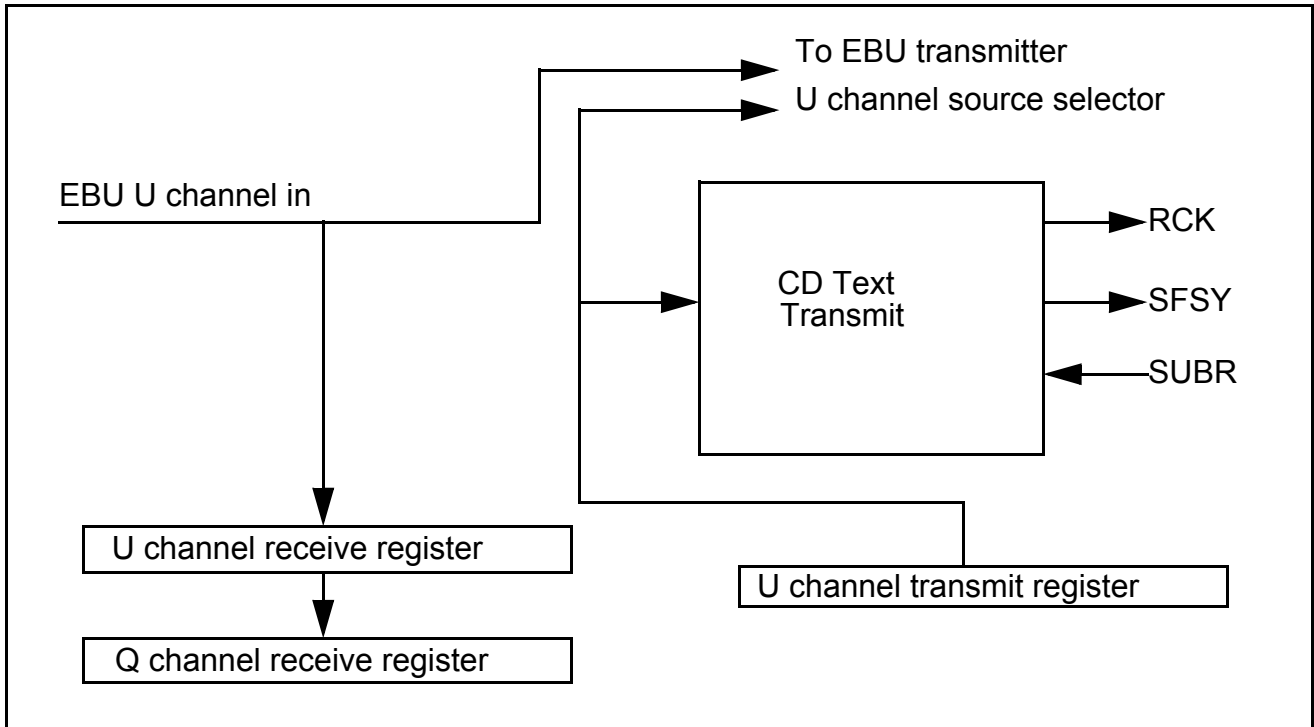 To EBU transmitter
U channel source selector
EBU U channel in
RCK
CD Text
Transmit
SFSY
SUBR
U channel receive register
U channel transmit register
Q channel receive register